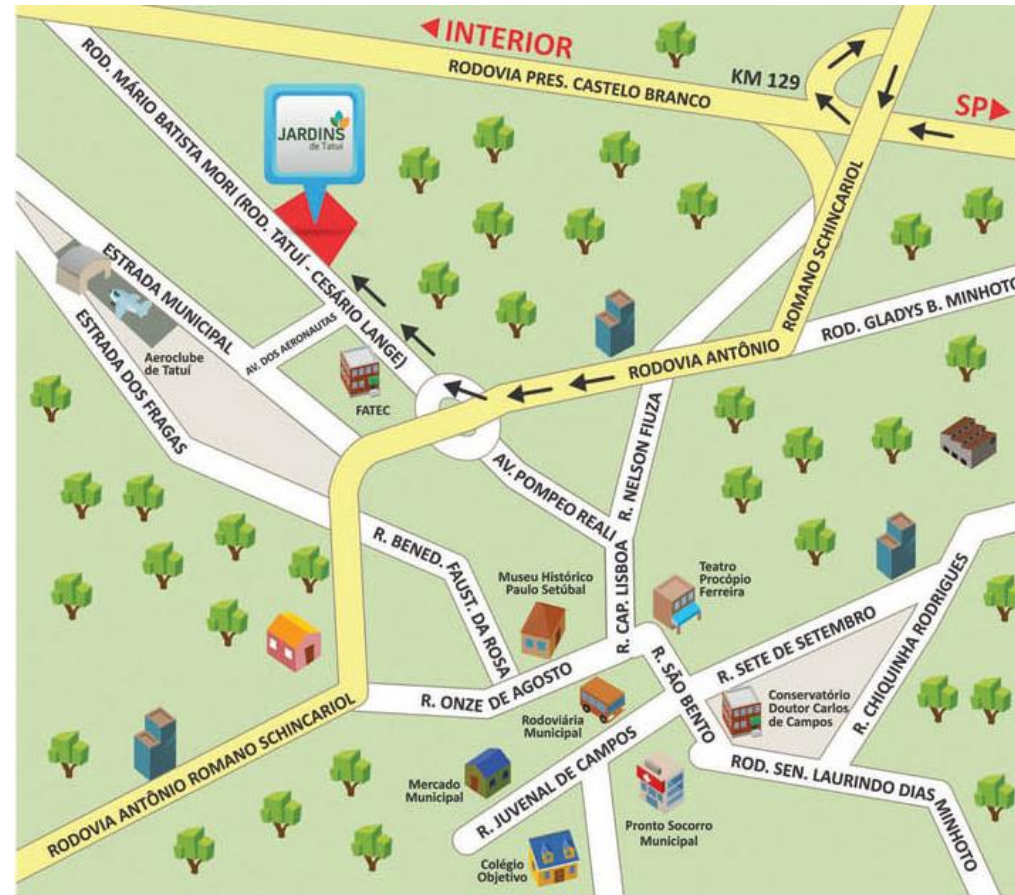 ◄ INTERIOR
RODOVIA PRES. CASTELO BRANCO
KM 129
SP►
ROD. MÁRIO BATISTA MORI (ROD. TATUÍ - CESÁRIO LANGE)
JARDINS
de Tatuí
ROMANO SCHINCARIOL
ESTRADA MUNICIPAL
ROD. GLADYS B. MINHOTO
AV. DOS AERONAUTAS
Aeroclube
de Tatuí
ESTRADA DOS FRAGAS
RODOVIA ANTÔNIO
FATEC
R. NELSON FIUZA
AV. POMPEO REALI
R. BENED. FAUST. DA ROSA
Museu Histórico
Paulo Setúbal
R. CAP. LISBOA
Teatro
Procópio
Ferreira
R. SETE DE SETEMBRO
R. CHIQUINHA RODRIGUES
R. ONZE DE AGOSTO
R. SÃO BENTO
Conservatório
Doutor Carlos
de Campos
Rodoviária
Municipal
RODOVIA ANTÔNIO ROMANO SCHINCARIOL
Mercado
Municipal
R. JUVENAL DE CAMPOS
ROD. SEN. LAURINDO DIAS MINHOTO
Pronto Socorro
Municipal
Colégio
Objetivo